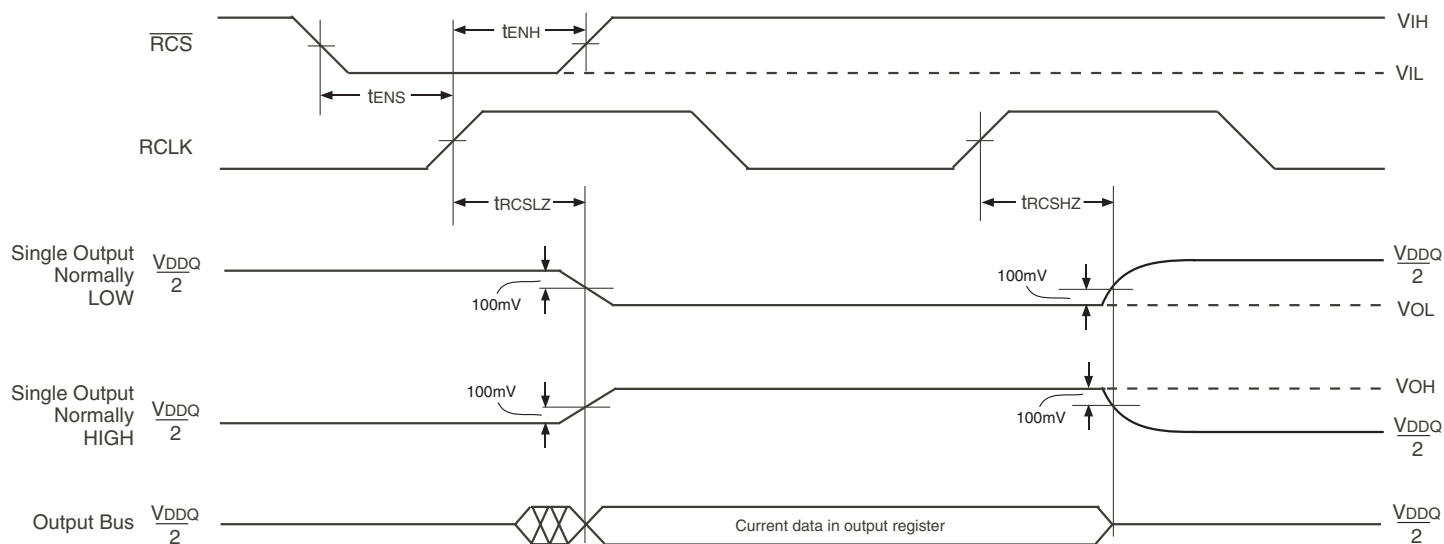 tENH
VIH
RCS
VIL
tENS
RCLK
tRCSLZ
tRCSHZ
Single Output
Normally
LOW
VDDQ
2
100mV
100mV
VDDQ
2
VOL
Single Output
Normally
HIGH
VDDQ
2
100mV
100mV
VOH
VDDQ
2
Output Bus
VDDQ
2
Current data in output register
VDDQ
2